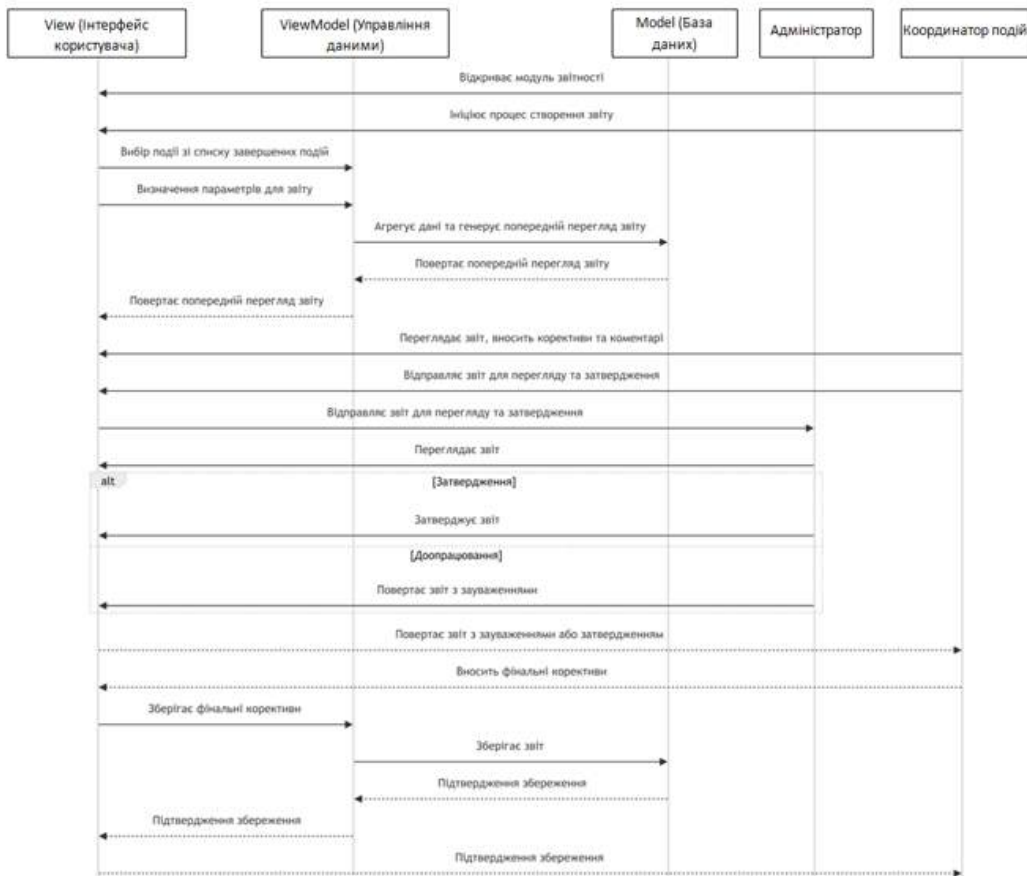 View (Інтерфейс
користувача)
ViewModel (Управління
даними)
Model (База
даних)
Адміністратор
Координатор подій
Відкриває модуль звітності
Ініціює процес створення звіту
Вибір події зі списку завершених подій
Визначення параметрів для звіту
Агрегує дані та генерує попередній перегляд звіту
Повертає попередній перегляд звіту
Повертає попередній перегляд звіту
Переглядає звіт, вносить корективи та коментарі
Відправляє звіт для перегляду та затвердження
Відправляє звіт для перегляду та затвердження
Переглядає звіт
alt
[Затвердження]
Затверджує звіт
[Доопрацювання]
Повертає звіт з зауваженнями
Повертає звіт з зауваженнями або затвердженням
Вносить фінальні корективи
Зберігає фінальні корективи
Зберігає звіт
Підтвердження збереження
Підтвердження збереження
Підтвердження збереження